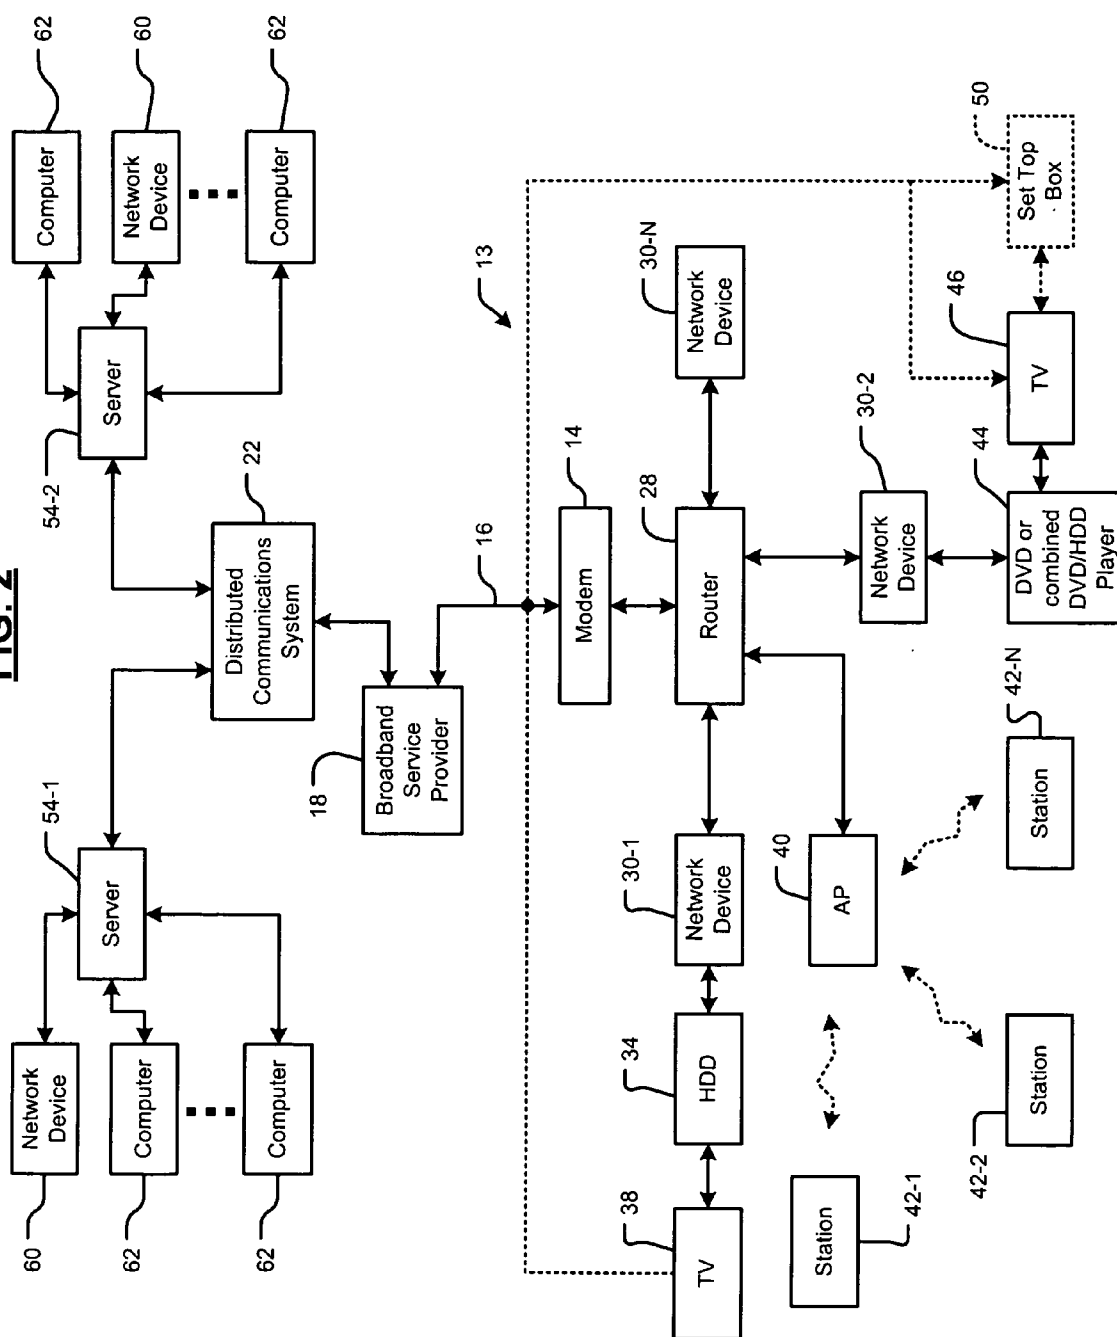 FIG. 2
60
Network
Device
54-1
Server
62
Computer
62
Computer
54-2
Server
Computer
62
Network
Device
60
Computer
62
22
Distributed
Communications
System
18
Broadband
Service
Provider
16
13
Modem
14
38
TV
34
HDD
30-1
Network
Device
Router
28
Network
Device
30-N
40
AP
Station
42-1
Network
Device
30-2
Station
42-2
Station
42-N
DVD or
combined
DVD/HDD
Player
44
TV
46
Set Top
Box
50